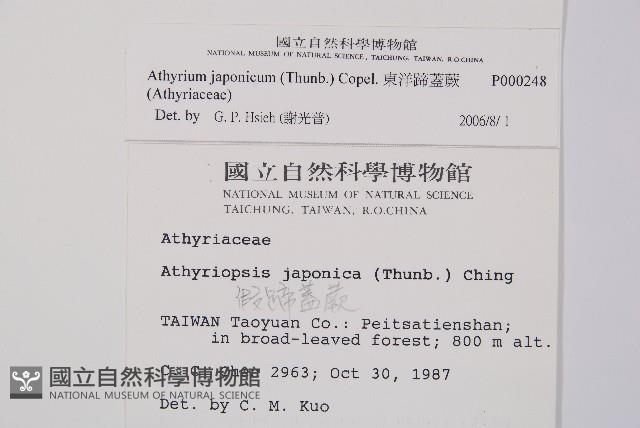 國立自然科學博物館
NATIONAL MUSEUM OF NATURAL SCIENCE, TAICHUNG, TAIWAN, R.O.CHINA
Athyrium japonicum (Thunb.) Copel. 東洋蹄蓋蕨 P000248
(Athyriaceae)
Det. by G. P. Hsieh (謝光普) 2006/8/1
國立自然科學博物館
NATIONAL MUSEUM OF NATURAL SCIENCE
TAICHUNG, TAIWAN, R.O.CHINA
Athyriaceae
Athyriopsis japonica (Thunb.) Ching
假蹄蓋蕨
TAIWAN Taoyuan Co.: Peitsatienshan;
in broad-leaved forest; 800 m alt.
2963; Oct 30, 1987
國立自然科學博物館
NATIONAL MUSEUM OF NATURAL SCIENCE
Det. by C. M. Kuo